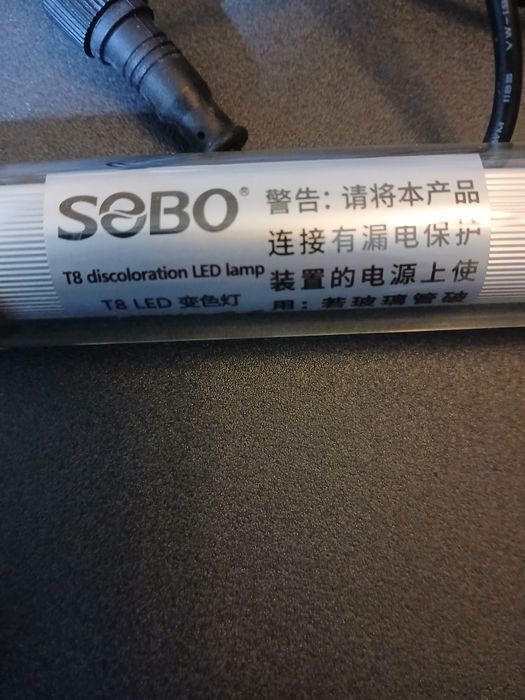 SOBO®
T8 discoloration LED lamp
T8 LED 变色灯
警告：请将本产品
连接有漏电保护
装置的电源上使
用；若玻璃管破
1185